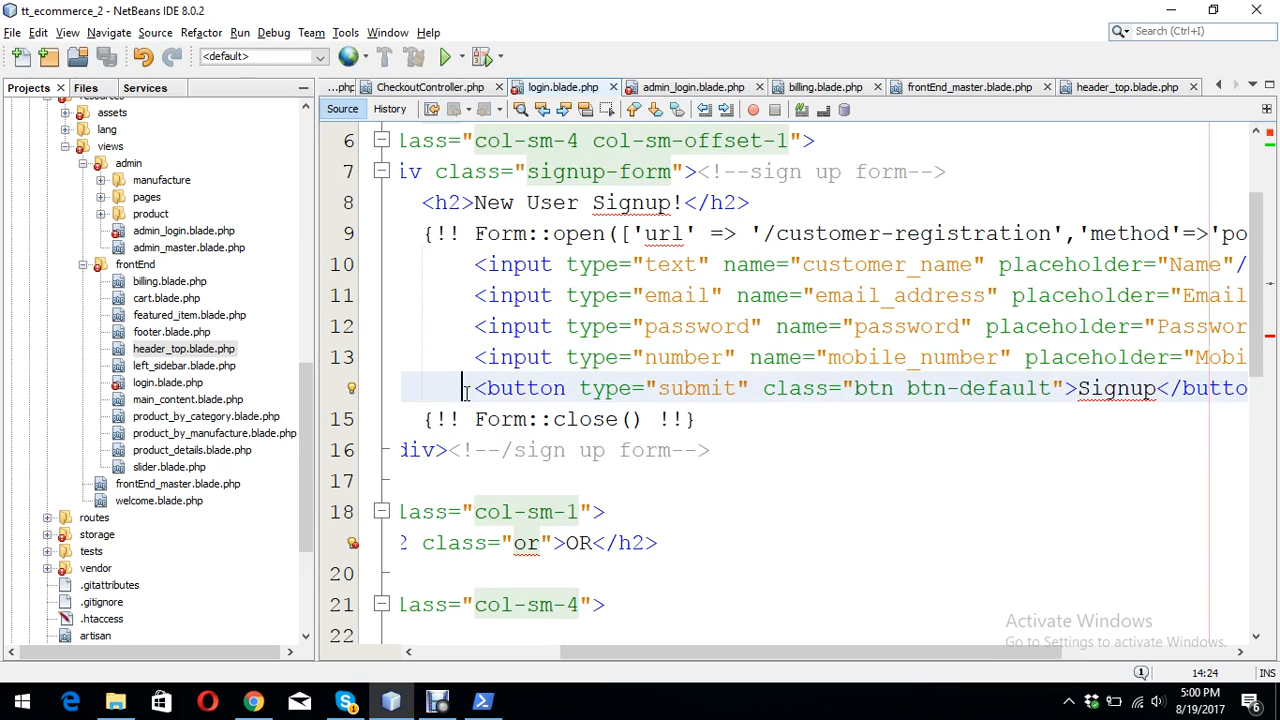 tt_ecommerce_2 - NetBeans IDE 8.0.2
File Edit View Navigate Source Refactor Run Debug Team Tools Window Help
Search (Ctrl+I)
<default>
Projects Files Services
...php CheckoutController.php login.blade.php admin_login.blade.php billing.blade.php frontEnd_master.blade.php header_top.blade.php
Source History
resources
assets
lang
views
admin
manufacture
pages
product
admin_login.blade.php
admin_master.blade.php
frontEnd
billing.blade.php
cart.blade.php
featured_item.blade.php
footer.blade.php
header_top.blade.php
left_sidebar.blade.php
login.blade.php
main_content.blade.php
product_by_category.blade.php
product_by_manufacture.blade.php
product_details.blade.php
slider.blade.php
frontEnd_master.blade.php
welcome.blade.php
routes
storage
tests
vendor
.gitattributes
.gitignore
.htaccess
artisan
6 lass="col-sm-4 col-sm-offset-1">
7 iv class="signup-form"><!--sign up form-->
8 <h2>New User Signup!</h2>
9 {!! Form::open(['url' => '/customer-registration','method'=>'po
10 <input type="text" name="customer_name" placeholder="Name"/
11 <input type="email" name="email_address" placeholder="Email
12 <input type="password" name="password" placeholder="Passwor
13 <input type="number" name="mobile_number" placeholder="Mobi
<button type="submit" class="btn btn-default">Signup</butto
15 {!! Form::close() !!}
16 div><!--/sign up form-->
17
18 lass="col-sm-1">
2 class="or">OR</h2>
20
21 lass="col-sm-4">
22
Activate Windows
Go to Settings to activate Windows.
1 14:24 INS
5:00 PM
8/19/2017
6